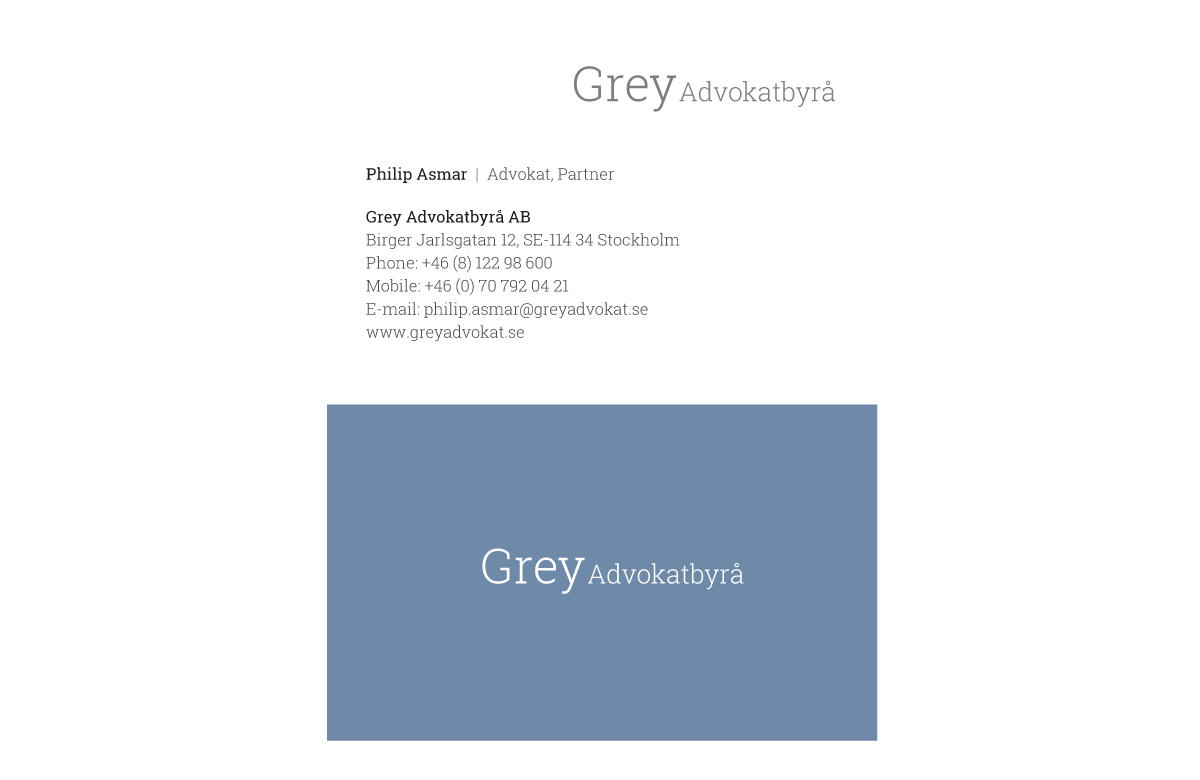 Grey Advokatbyrå
Philip Asmar | Advokat, Partner
Grey Advokatbyrå AB
Birger Jarlsgatan 12, SE-114 34 Stockholm
Phone: +46 (8) 122 98 600
Mobile: +46 (0) 70 792 04 21
E-mail: philip.asmar@greyadvokat.se
www.greyadvokat.se
Grey Advokatbyrå